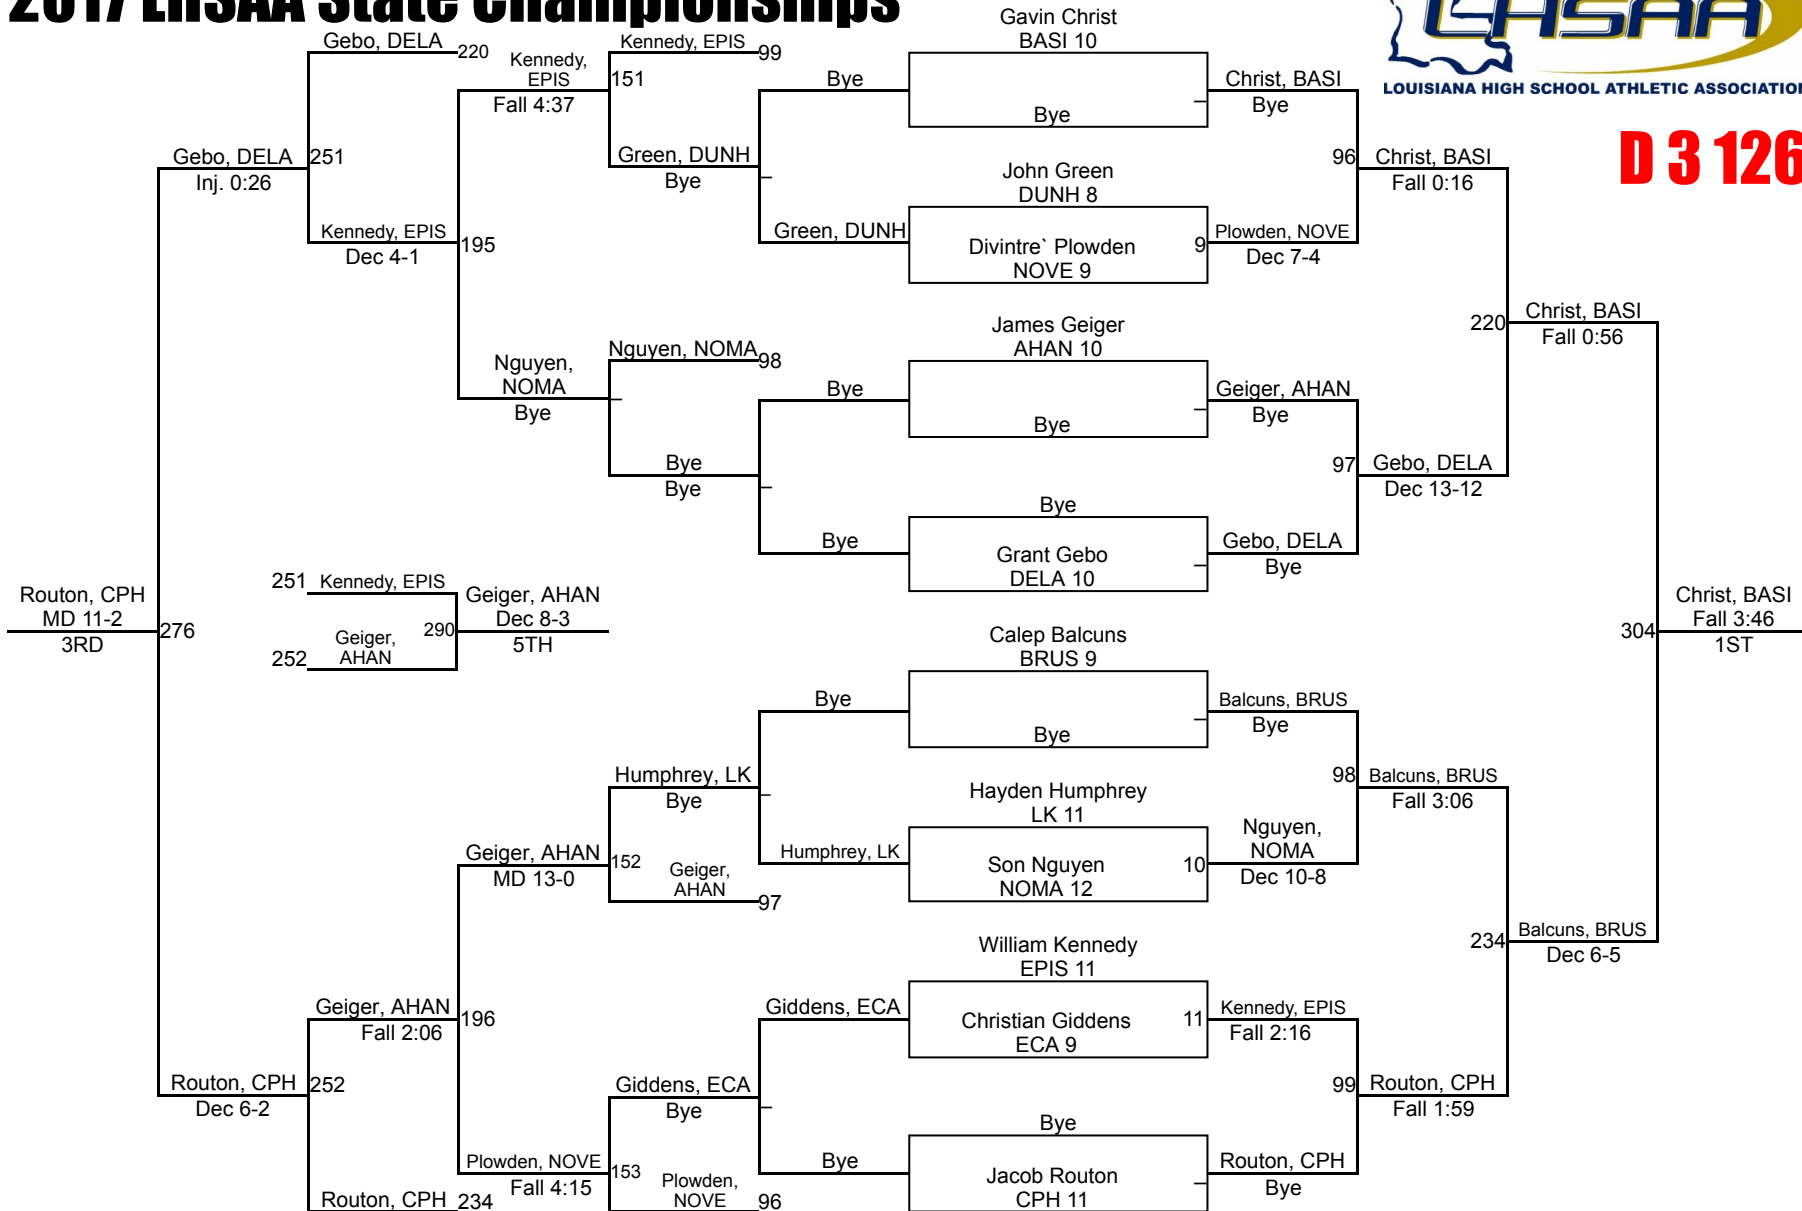 2017 LHSAA State Championships
LHSAA
LOUISIANA HIGH SCHOOL ATHLETIC ASSOCIATION
D 3 126
Gavin Christ
BASI 10
Bye
John Green
DUNH 8
Divintre` Plowden
NOVE 9
9
James Geiger
AHAN 10
Bye
Bye
Grant Gebo
DELA 10
Calep Balcuns
BRUS 9
Bye
Hayden Humphrey
LK 11
Son Nguyen
NOMA 12
10
William Kennedy
EPIS 11
Christian Giddens
ECA 9
11
Bye
Jacob Routon
CPH 11
Christ, BASI
Bye
96
Plowden, NOVE
Dec 7-4
Geiger, AHAN
Bye
97
Gebo, DELA
Bye
Balcuns, BRUS
Bye
98
Nguyen,
NOMA
Dec 10-8
Kennedy, EPIS
Fall 2:16
99
Routon, CPH
Bye
Christ, BASI
Fall 0:16
220
Gebo, DELA
Dec 13-12
Balcuns, BRUS
Fall 3:06
234
Routon, CPH
Fall 1:59
Christ, BASI
Fall 0:56
304
Balcuns, BRUS
Dec 6-5
Christ, BASI
Fall 3:46
1ST
Bye
Green, DUNH
Bye
Bye
Bye
Humphrey, LK
Giddens, ECA
Bye
Kennedy, EPIS
99
151
Green, DUNH
Bye
Nguyen, NOMA
98
Bye
Bye
Humphrey, LK
Bye
152
Geiger,
AHAN
97
Giddens, ECA
Bye
153
Plowden,
NOVE
96
Kennedy,
EPIS
Fall 4:37
195
Nguyen,
NOMA
Bye
Geiger, AHAN
MD 13-0
196
Plowden, NOVE
Fall 4:15
Gebo, DELA
220
251
Kennedy, EPIS
Dec 4-1
Geiger, AHAN
Fall 2:06
252
Routon, CPH
234
Gebo, DELA
Inj. 0:26
276
Routon, CPH
Dec 6-2
Routon, CPH
MD 11-2
3RD
251
Kennedy, EPIS
290
252
Geiger,
AHAN
Geiger, AHAN
Dec 8-3
5TH